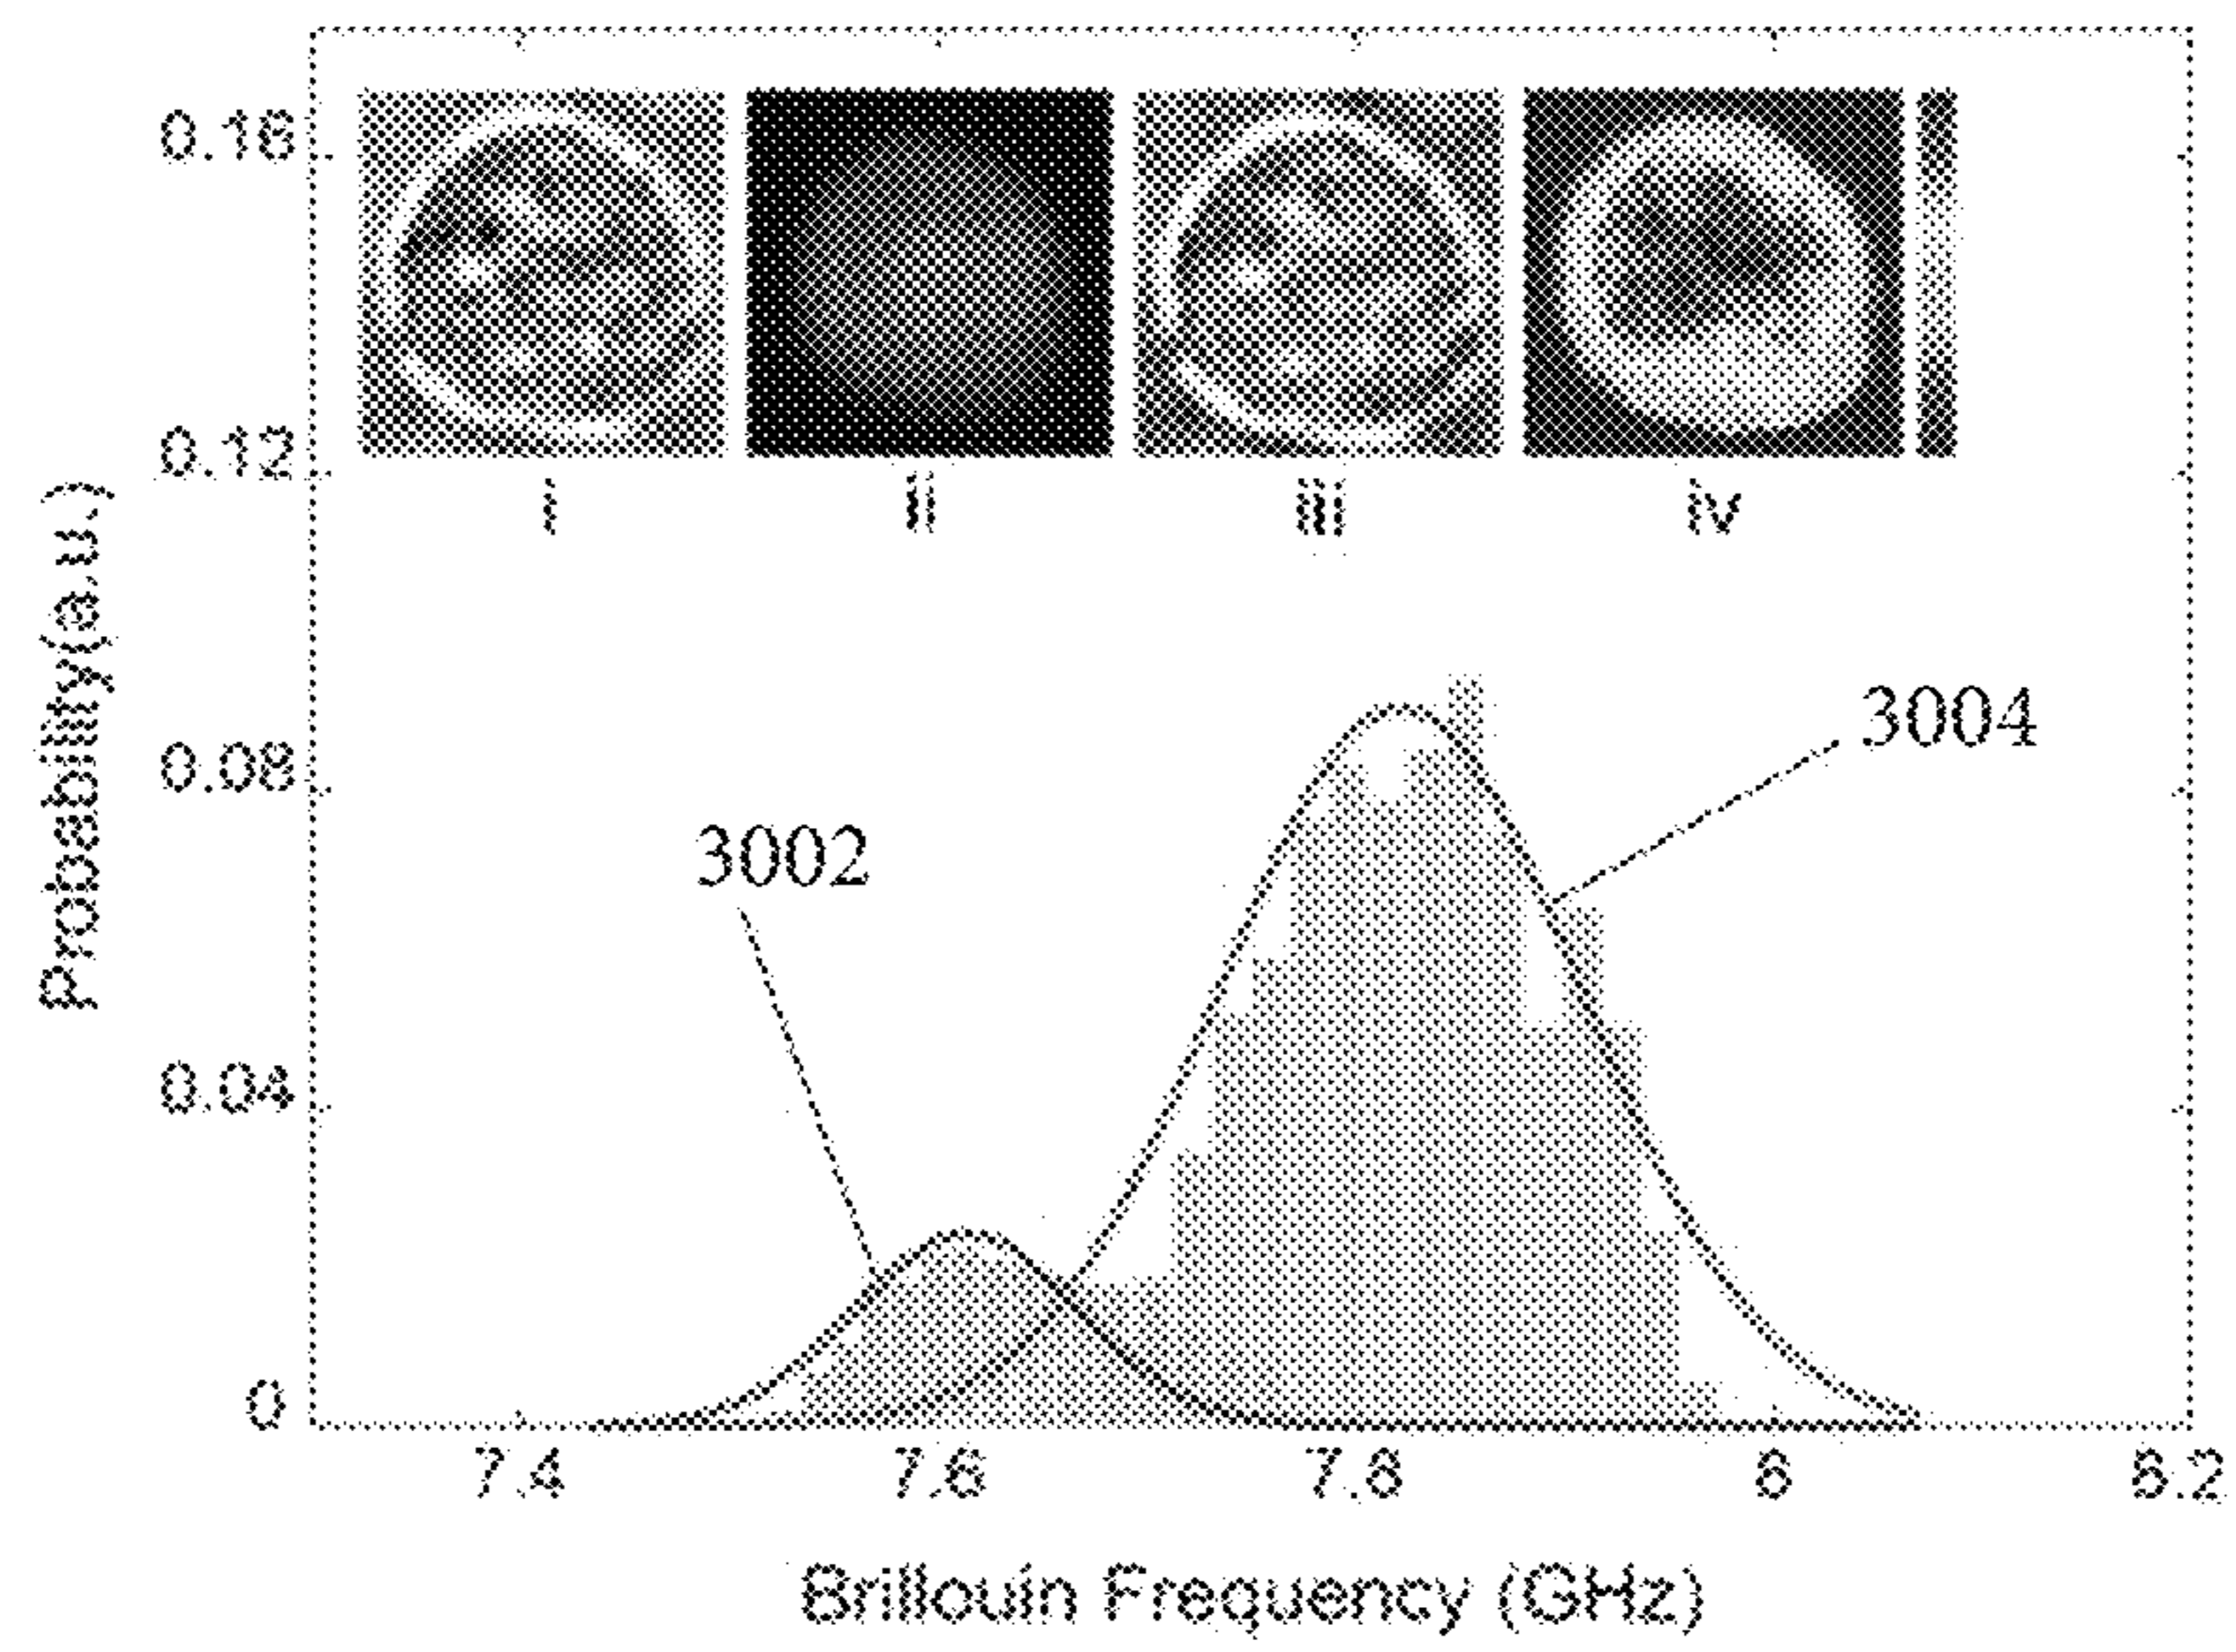 0.16
0.12
0.08
0.04
0
Probability(a.u.)
i
ii
iii
iv
3002
3004
7.4
7.6
7.8
8
8.2
Brillouin Frequency (GHz)